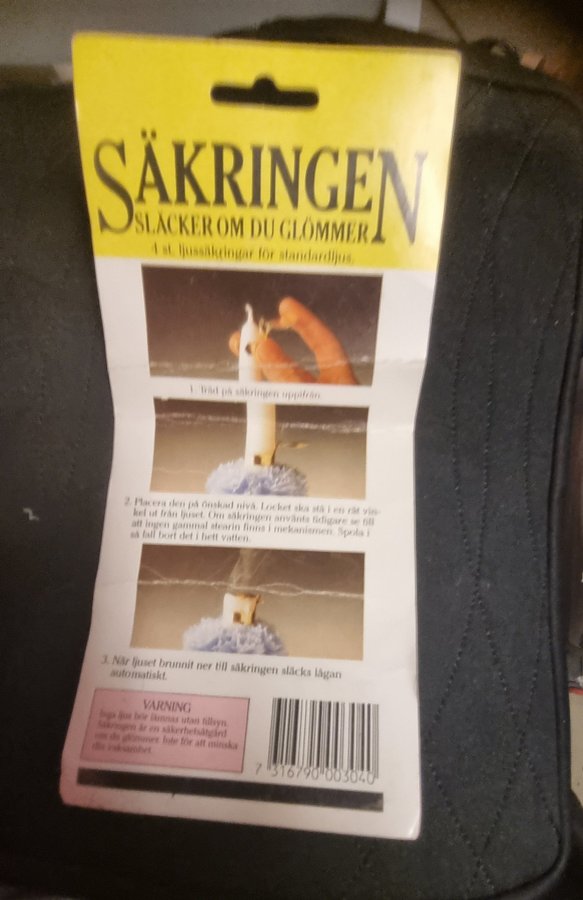 SÄKRINGEN
SLÄCKER OM DU GLÖMMER
4 st. ljussäkringar för standardljus.
1. Träd på säkringen uppifrån.
2. Placera den på önskad nivå. Locket ska stå i en rät vin-
kel ut från ljuset. Om säkringen använts tidigare se till
att ingen gammal stearin finns i mekanismen. Spola i
så fall bort det i hett vatten.
3. När ljuset brunnit ner till säkringen släcks lågan
automatiskt.
VARNING
Inga ljus bör lämnas utan tillsyn.
Säkringen är en säkerhetsåtgärd
om du glömmer. Inte för att minska
din vaksamhet.
7 316790 003040